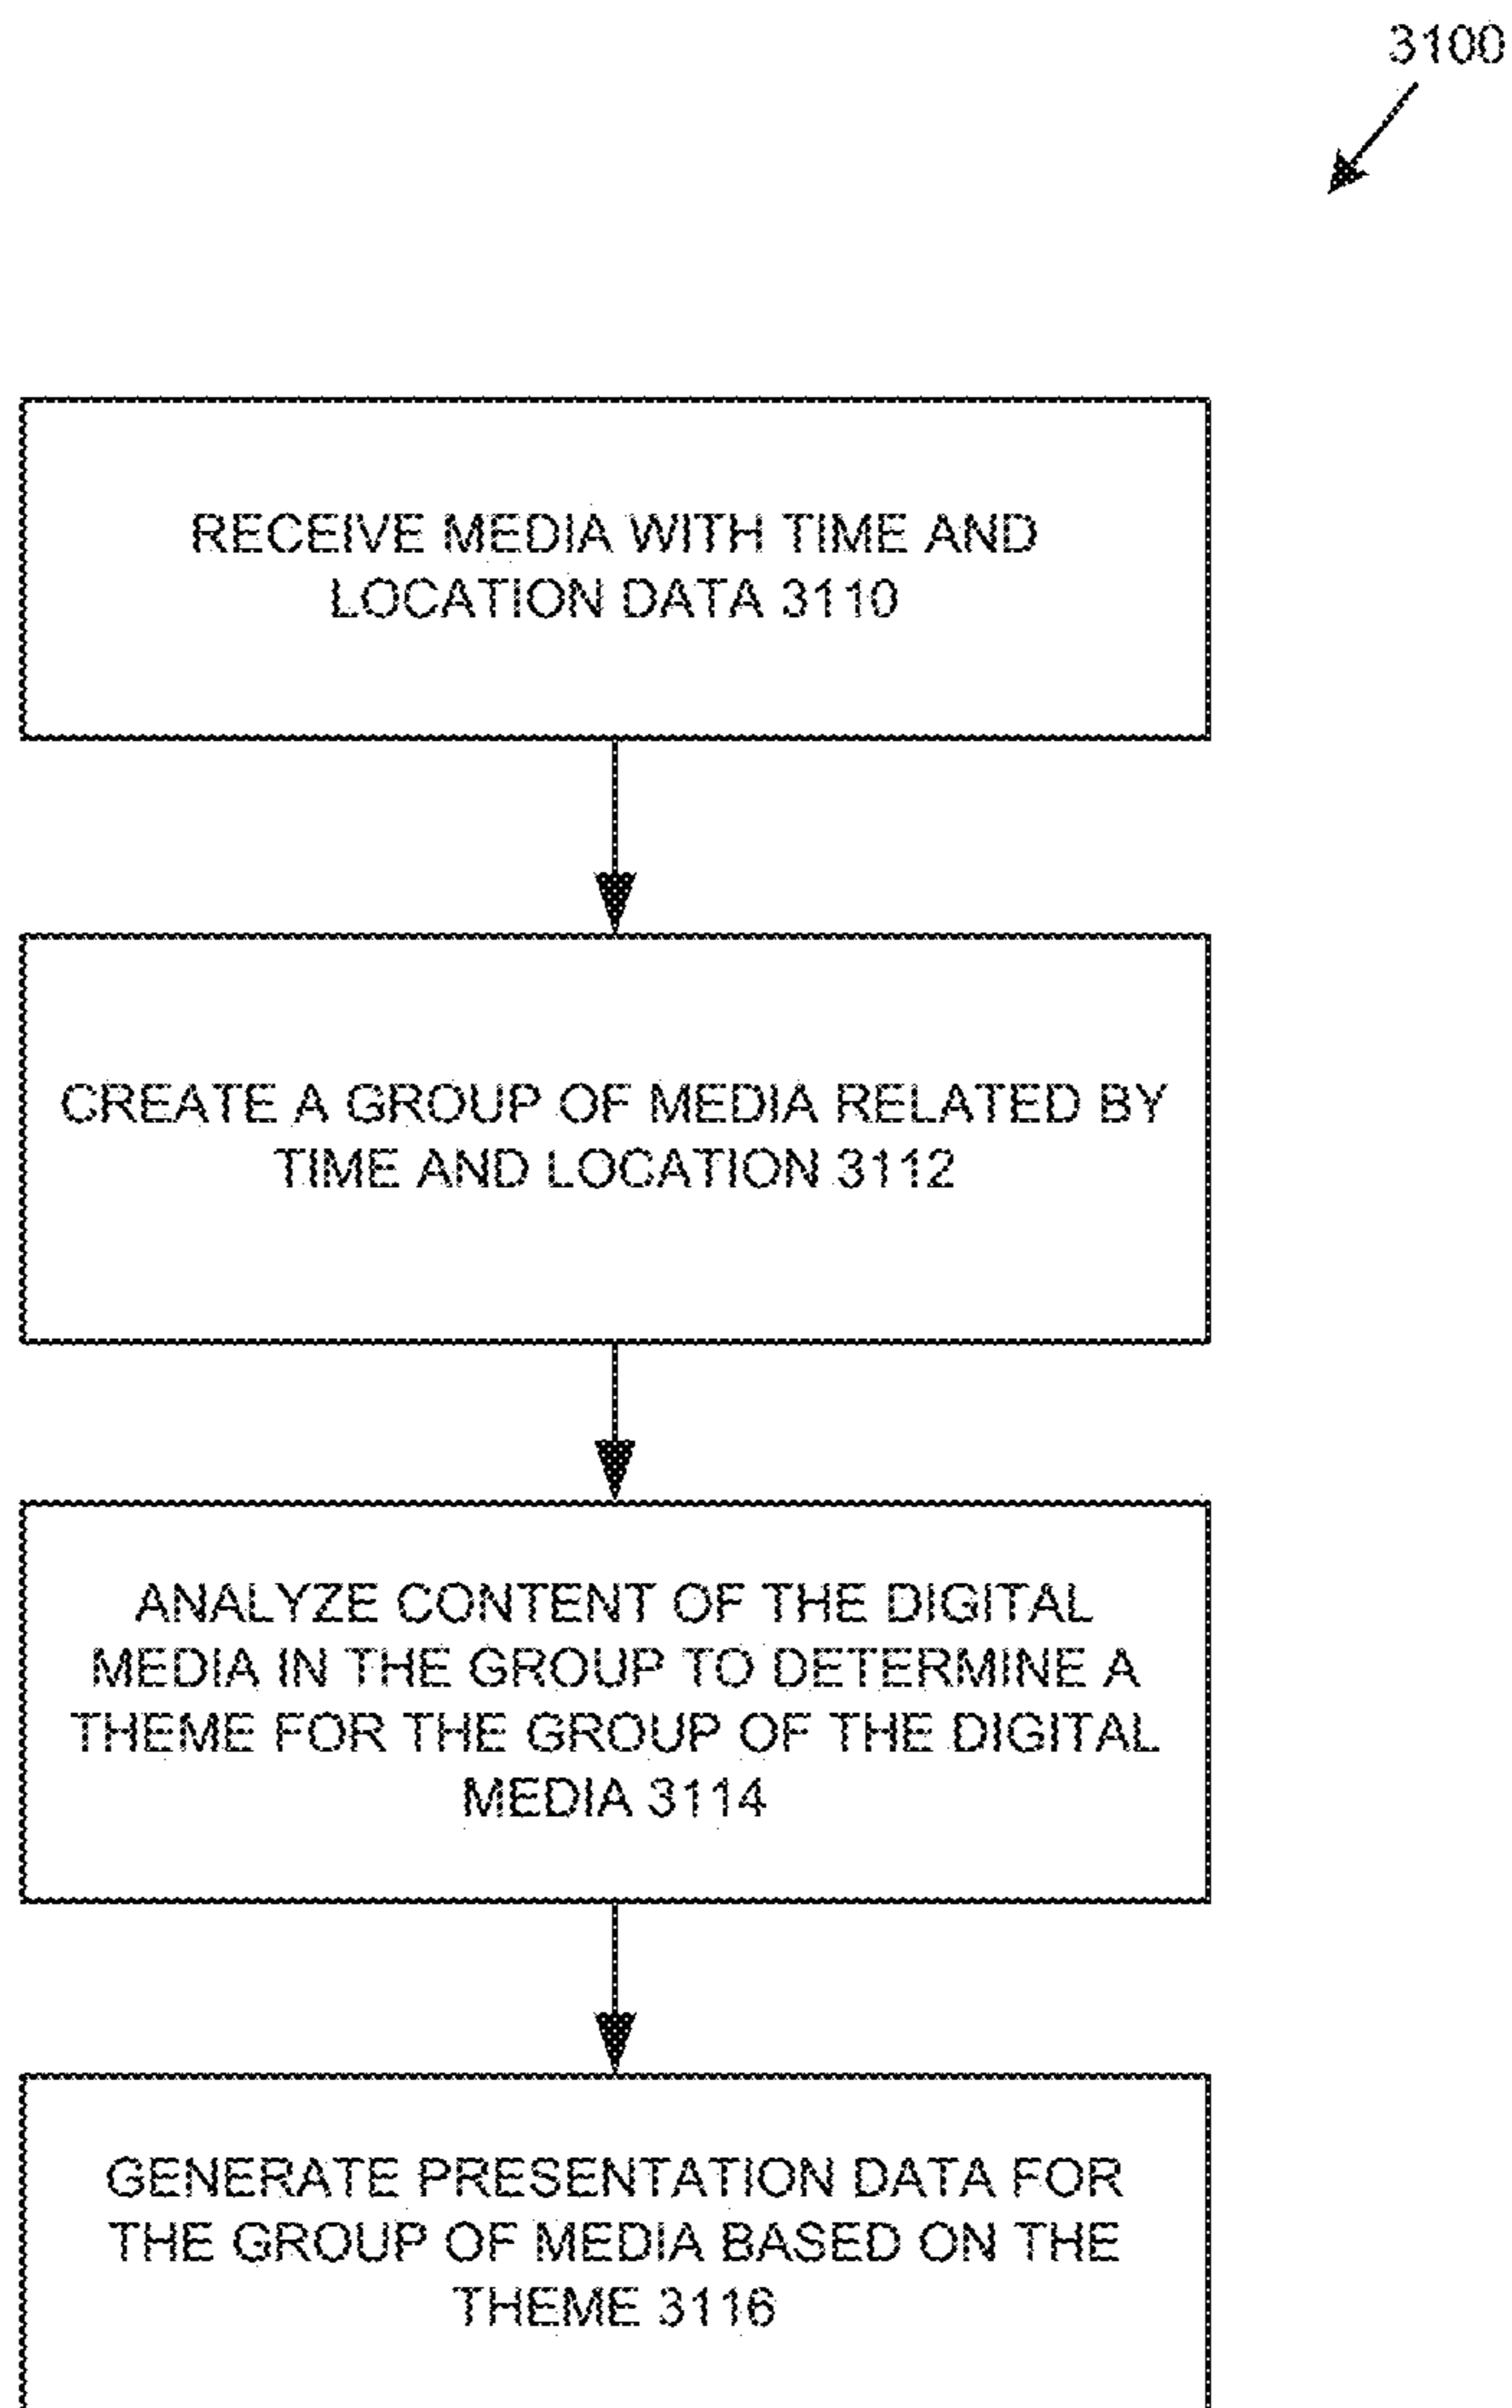 3100
RECEIVE MEDIA WITH TIME AND
LOCATION DATA 3110
CREATE A GROUP OF MEDIA RELATED BY
TIME AND LOCATION 3112
ANALYZE CONTENT OF THE DIGITAL
MEDIA IN THE GROUP TO DETERMINE A
THEME FOR THE GROUP OF THE DIGITAL
MEDIA 3114
GENERATE PRESENTATION DATA FOR
THE GROUP OF MEDIA BASED ON THE
THEME 3116